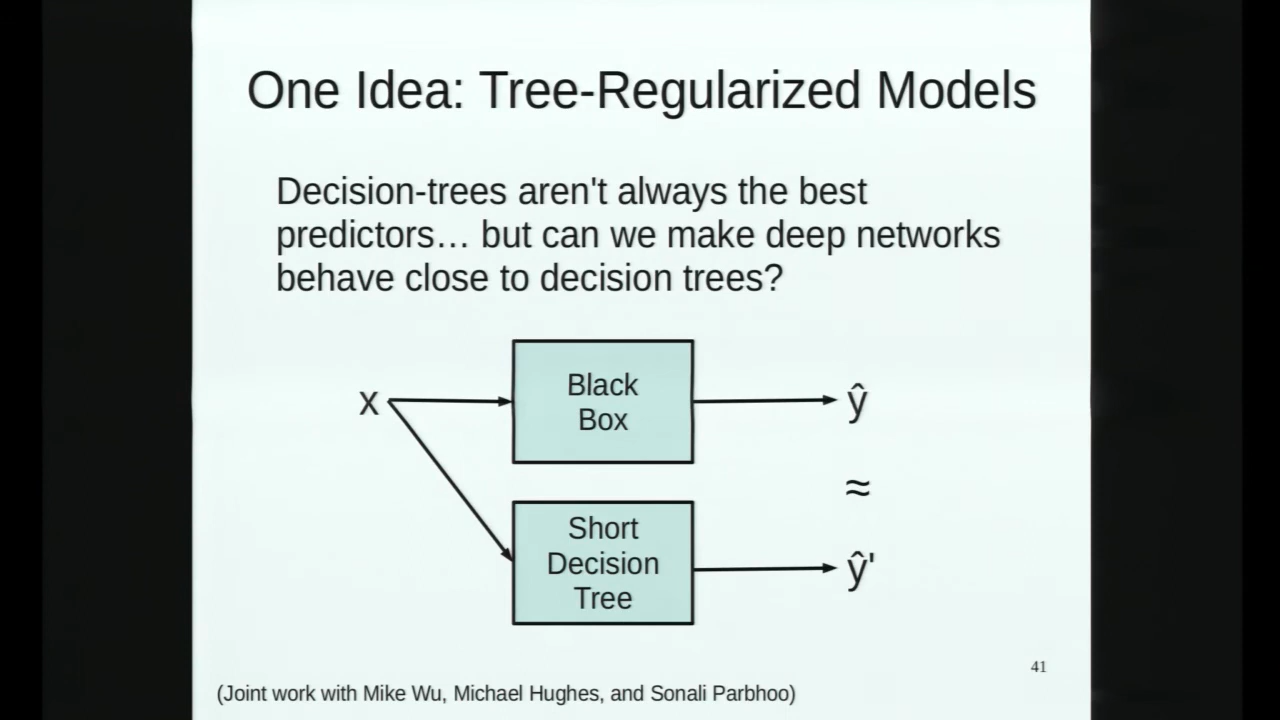 One Idea: Tree-Regularized Models
Decision-trees aren't always the best
predictors… but can we make deep networks
behave close to decision trees?
x
Black
Box
ŷ
≈
Short
Decision
Tree
ŷ'
41
(Joint work with Mike Wu, Michael Hughes, and Sonali Parbhoo)